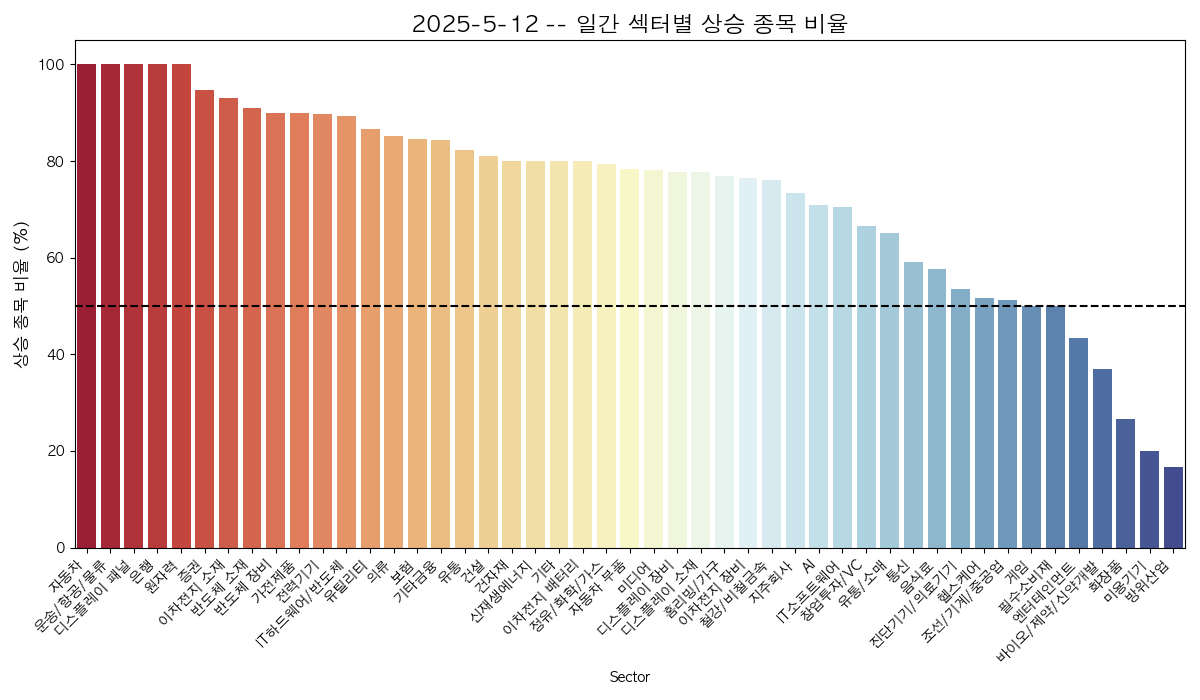 2025-5-12 -- 일간 섹터별 상승 종목 비율
상승 종목 비율 (%)
100
80
60
40
20
0
자동차
운송/항공/물류
디스플레이 패널
은행
원자력
증권
이차전지 소재
반도체 소재
반도체 장비
가전제품
전력기기
IT하드웨어/반도체
유틸리티
의류
보험
기타금융
유통
건설
건자재
신재생에너지
기타
이차전지 배터리
정유/화학/가스
자동차 부품
미디어
디스플레이 장비
디스플레이 소재
홈리빙/가구
이차전지 장비
철강/비철금속
지주회사
AI
IT소프트웨어
창업투자/VC
유통/소매
통신
음식료
진단기기/의료기기
헬스케어
조선/기계/중공업
게임
필수소비재
엔터테인먼트
바이오/제약/신약개발
화장품
미용기기
방위산업
Sector